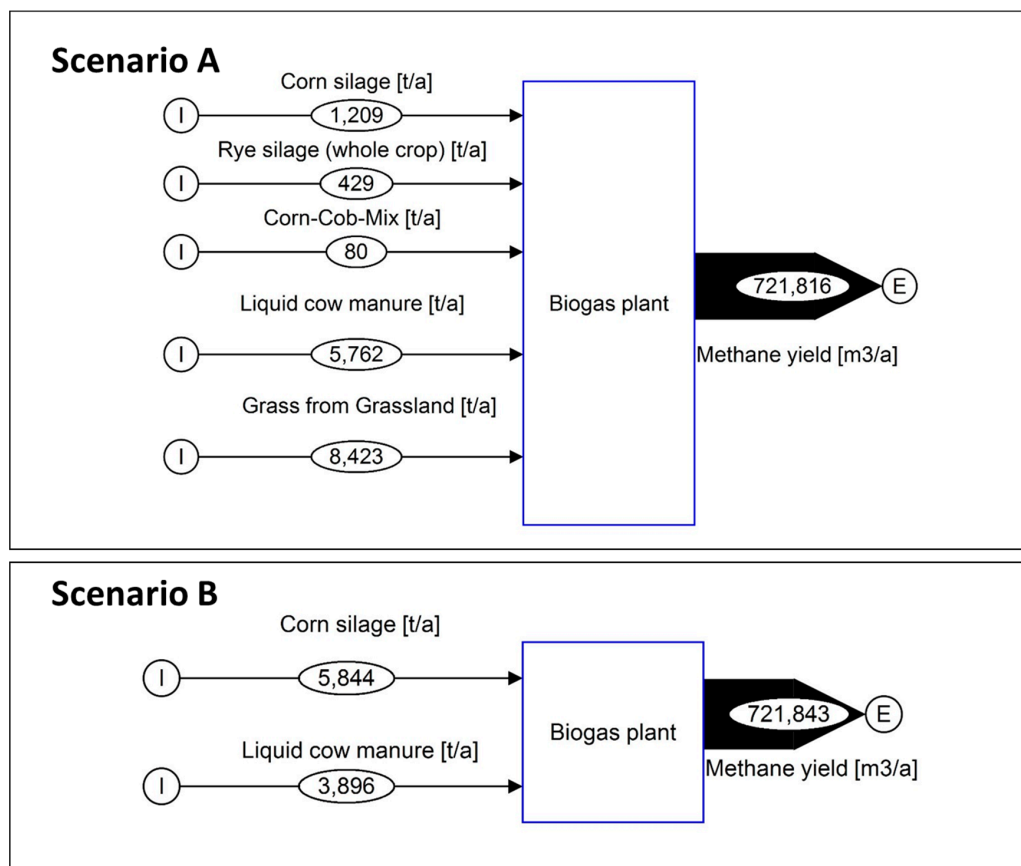 Scenario A
Corn silage [t/a]
I
1,209
Rye silage (whole crop) [t/a]
I
429
Corn-Cob-Mix [t/a]
I
80
Liquid cow manure [t/a]
I
5,762
Grass from Grassland [t/a]
I
8,423
Biogas plant
721,816
E
Methane yield [m3/a]
Scenario B
Corn silage [t/a]
I
5,844
Liquid cow manure [t/a]
I
3,896
Biogas plant
721,843
E
Methane yield [m3/a]